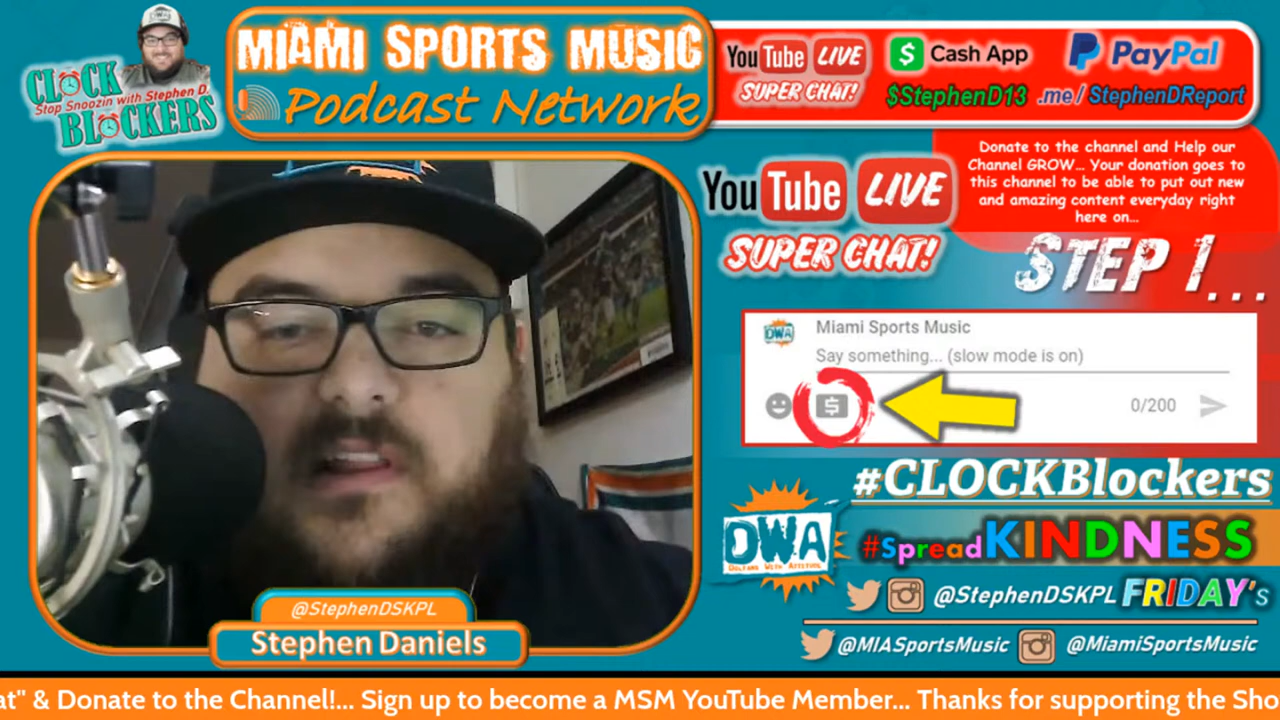 CLOCK
Stop Snoozin with Stephen D.
BLOCKERS
MIAMI SPORTS MUSIC
Podcast Network
YouTube LIVE
SUPER CHAT!
$ Cash App
$StephenD13
PayPal
.me/StephenDReport
Donate to the channel and Help our
Channel GROW... Your donation goes to
this channel to be able to put out new
and amazing content everyday right
here on...
YouTube LIVE
SUPER CHAT!
STEP 1...
DWA
Miami Sports Music
Say something... (slow mode is on)
$
0/200
#CLOCKBlockers
DWA
#SpreadKINDNESS
@StephenDSKPL FRIDAY's
@MIASportsMusic
@MiamiSportsMusic
@StephenDSKPL
Stephen Daniels
at" & Donate to the Channel!... Sign up to become a MSM YouTube Member... Thanks for supporting the Sho